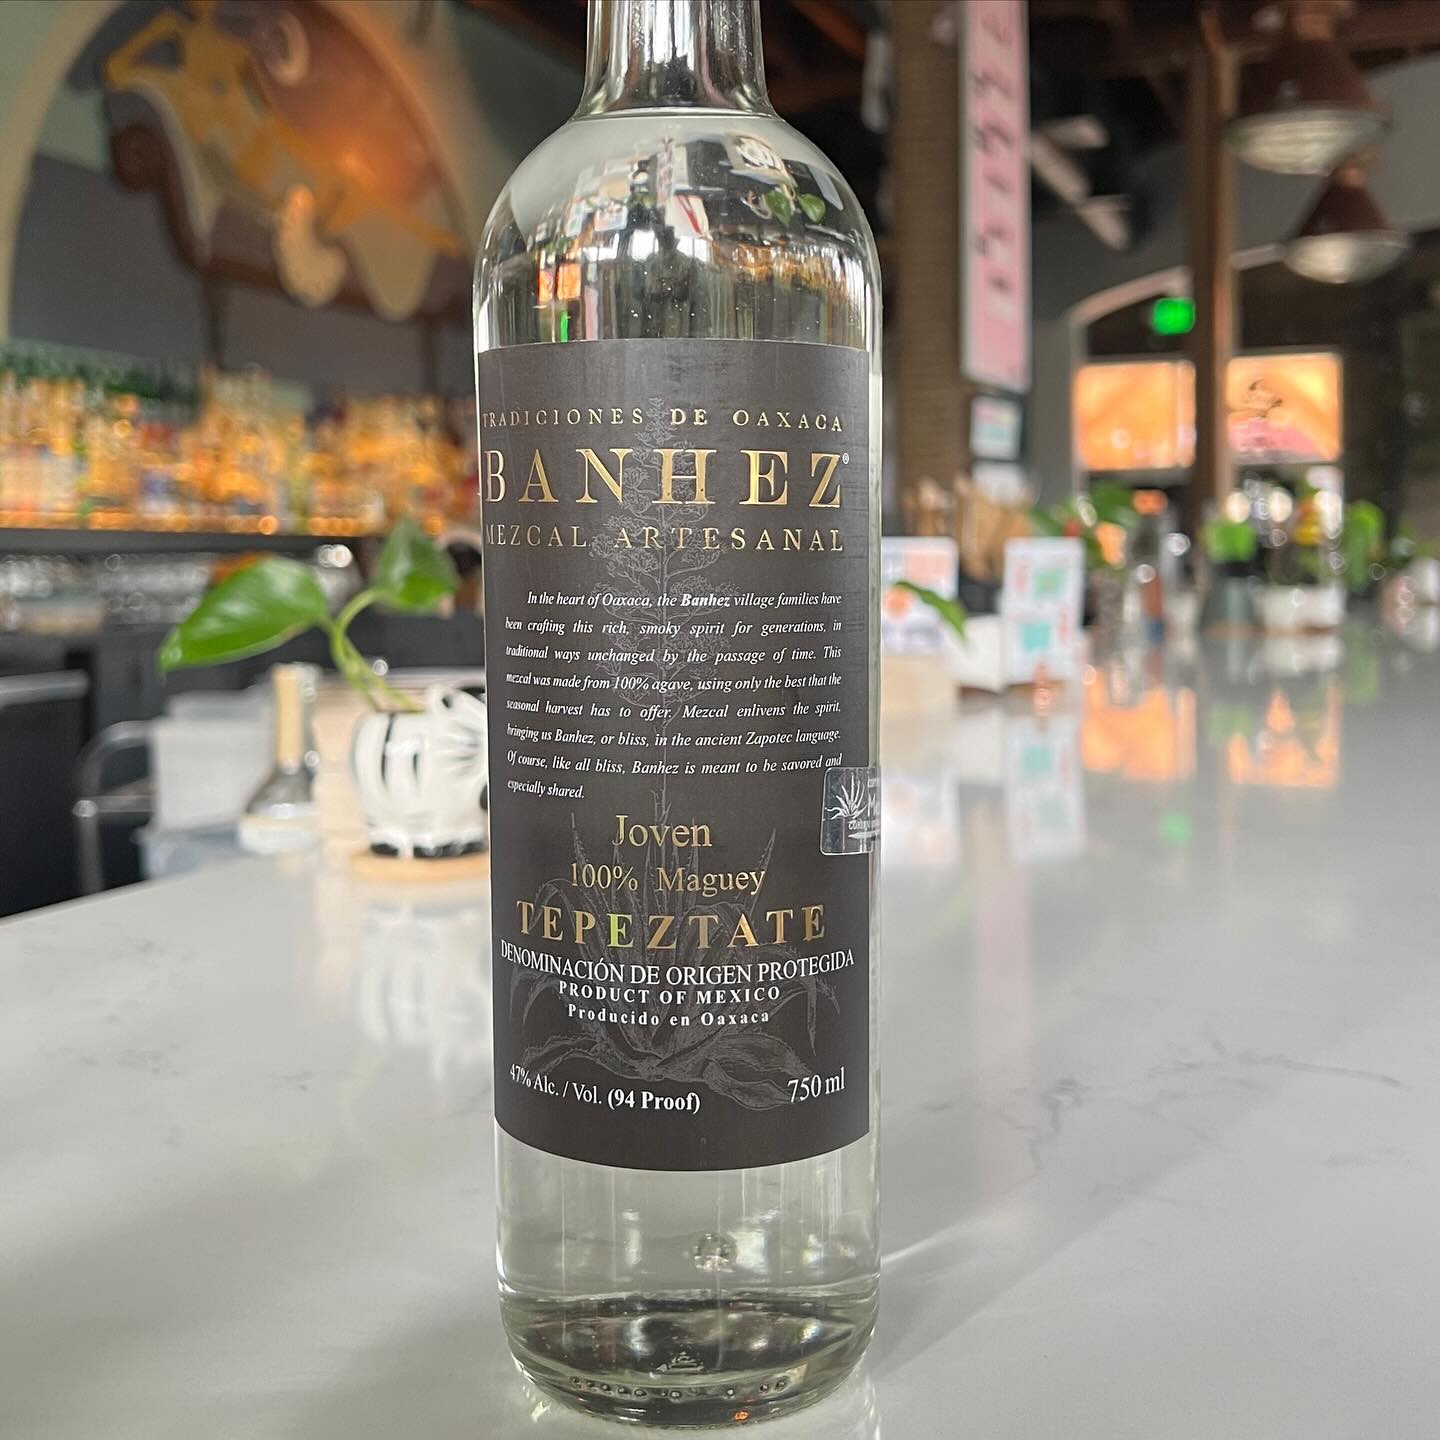 TRADICIONES DE OAXACA
BANHEZ®
MEZCAL ARTESANAL
In the heart of Oaxaca, the Banhez village families have
been crafting this rich, smoky spirit for generations, in
traditional ways unchanged by the passage of time. This
mezcal was made from 100% agave, using only the best that the
seasonal harvest has to offer. Mezcal enlivens the spirit,
bringing us Banhez, or bliss, in the ancient Zapotec language.
Of course, like all bliss, Banhez is meant to be savored and
especially shared.
Joven
100% Maguey
TEPEZTATE
DENOMINACIÓN DE ORIGEN PROTEGIDA
PRODUCT OF MEXICO
Producido en Oaxaca
47% Alc. / Vol. (94 Proof)
750 ml